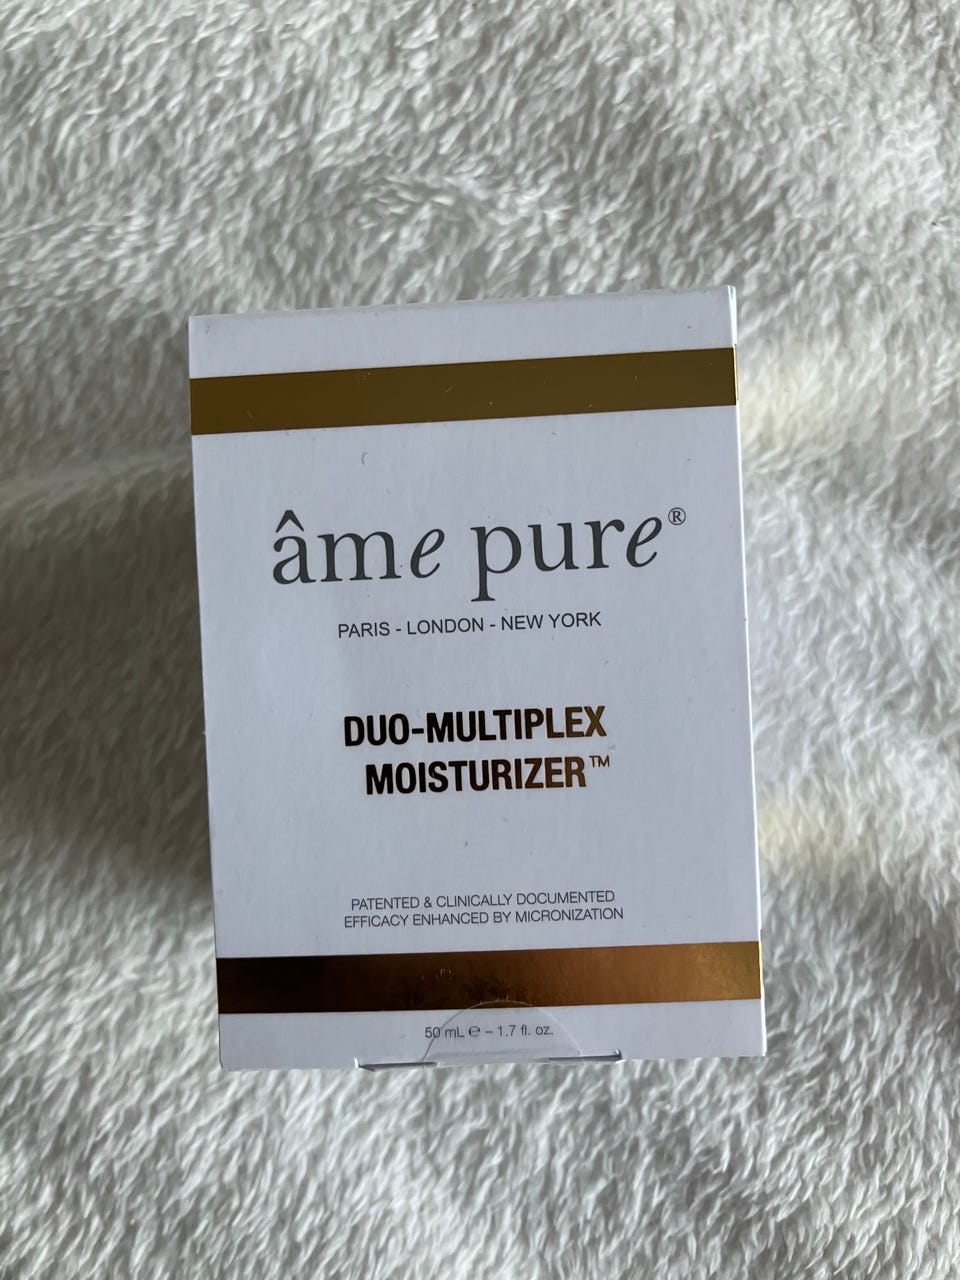 âme pure®
PARIS - LONDON - NEW YORK
DUO-MULTIPLEX
MOISTURIZER™
PATENTED & CLINICALLY DOCUMENTED
EFFICACY ENHANCED BY MICRONIZATION
50 mL ℮ – 1.7 fl. oz.